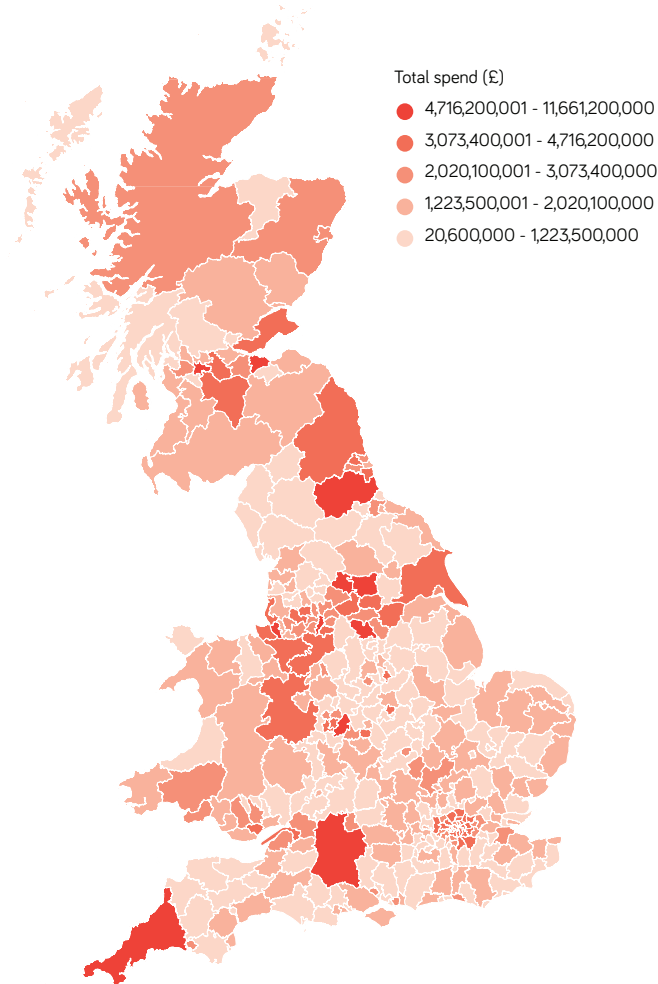 Total spend (£)
4,716,200,001 - 11,661,200,000
3,073,400,001 - 4,716,200,000
2,020,100,001 - 3,073,400,000
1,223,500,001 - 2,020,100,000
20,600,000 - 1,223,500,000